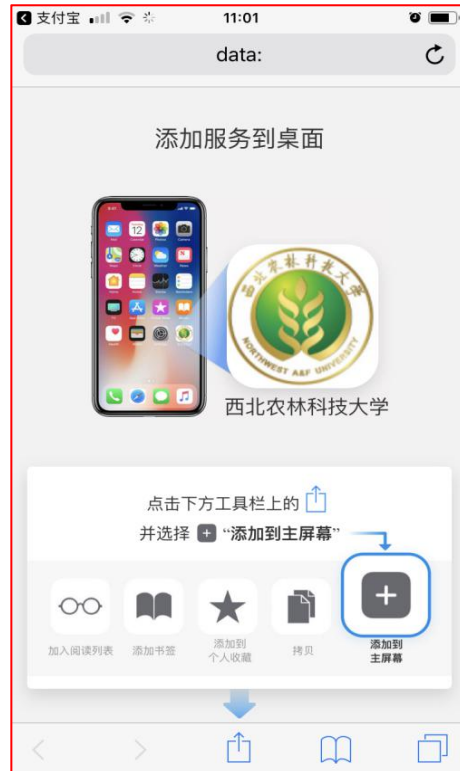 支付宝
11:01
data:
添加服务到桌面
西北农林科技大学
NORTHWEST A&F UNIVERSITY
西北农林科技大学
点击下方工具栏上的
并选择 “添加到主屏幕”
加入阅读列表
添加书签
添加到
个人收藏
拷贝
添加到
主屏幕